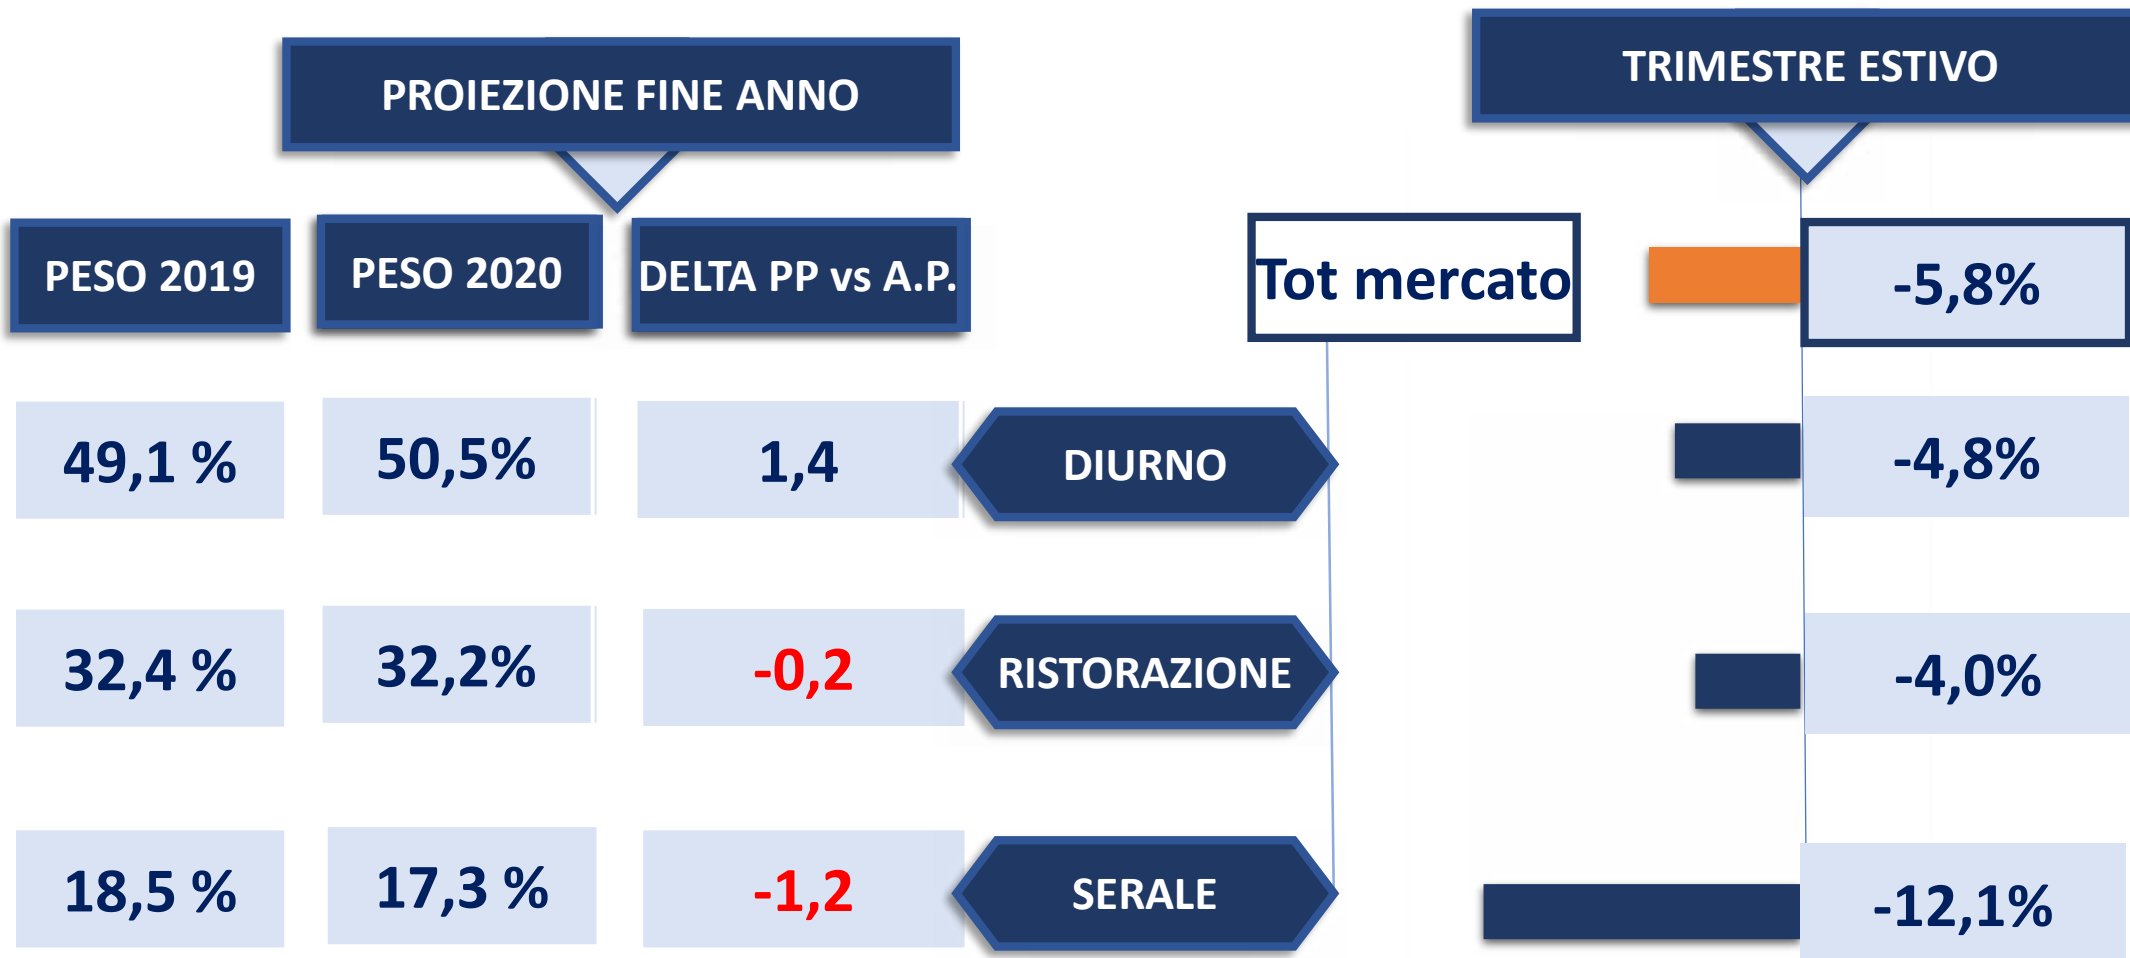 PROIEZIONE FINE ANNO
TRIMESTRE ESTIVO
PESO 2019
PESO 2020
DELTA PP vs A.P.
Tot mercato
-5,8%
49,1 %
50,5%
1,4
DIURNO
-4,8%
32,4 %
32,2%
-0,2
RISTORAZIONE
-4,0%
18,5 %
17,3 %
-1,2
SERALE
-12,1%